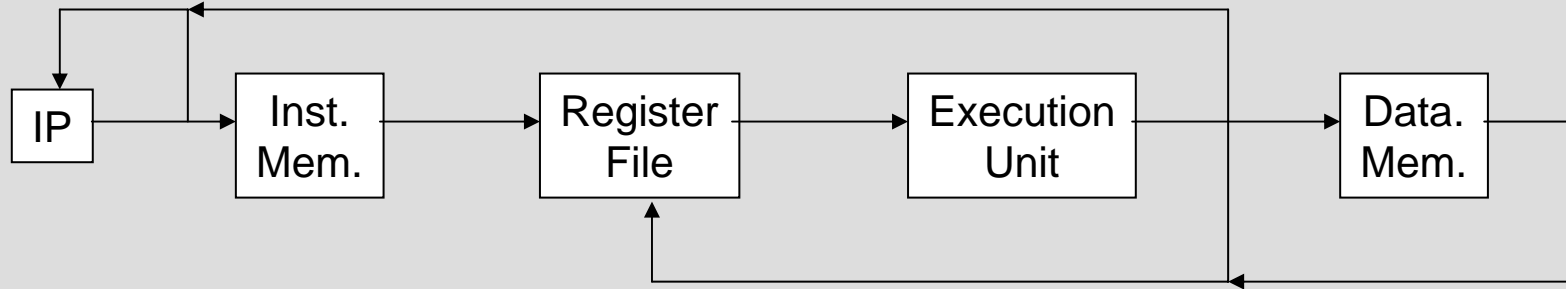 IP
Inst.
Mem.
Register
File
Execution
Unit
Data.
Mem.